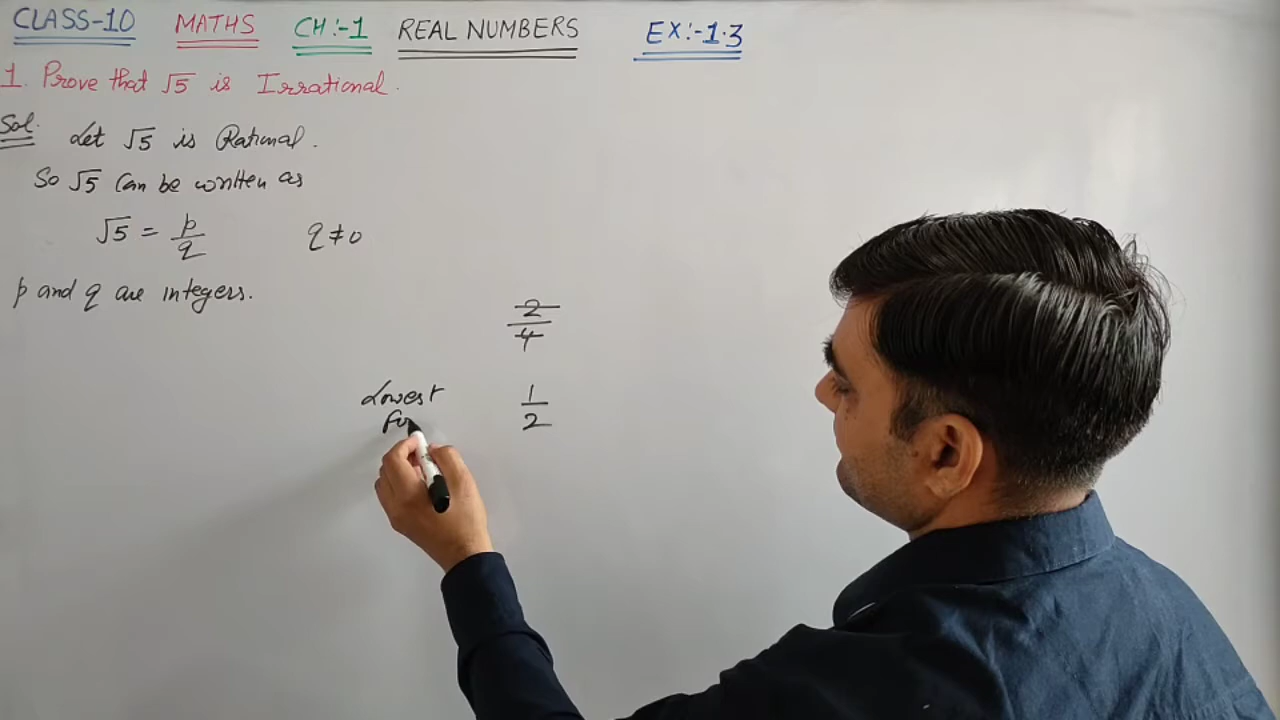 CLASS-10 MATHS CH:-1 REAL NUMBERS EX:-1.3
1. Prove that √5 is Irrational.
Sol. Let √5 is Rational.
So √5 Can be written as
√5 = p/q q≠0
p and q are integers.
2/4
Lowest 1/2
Fo